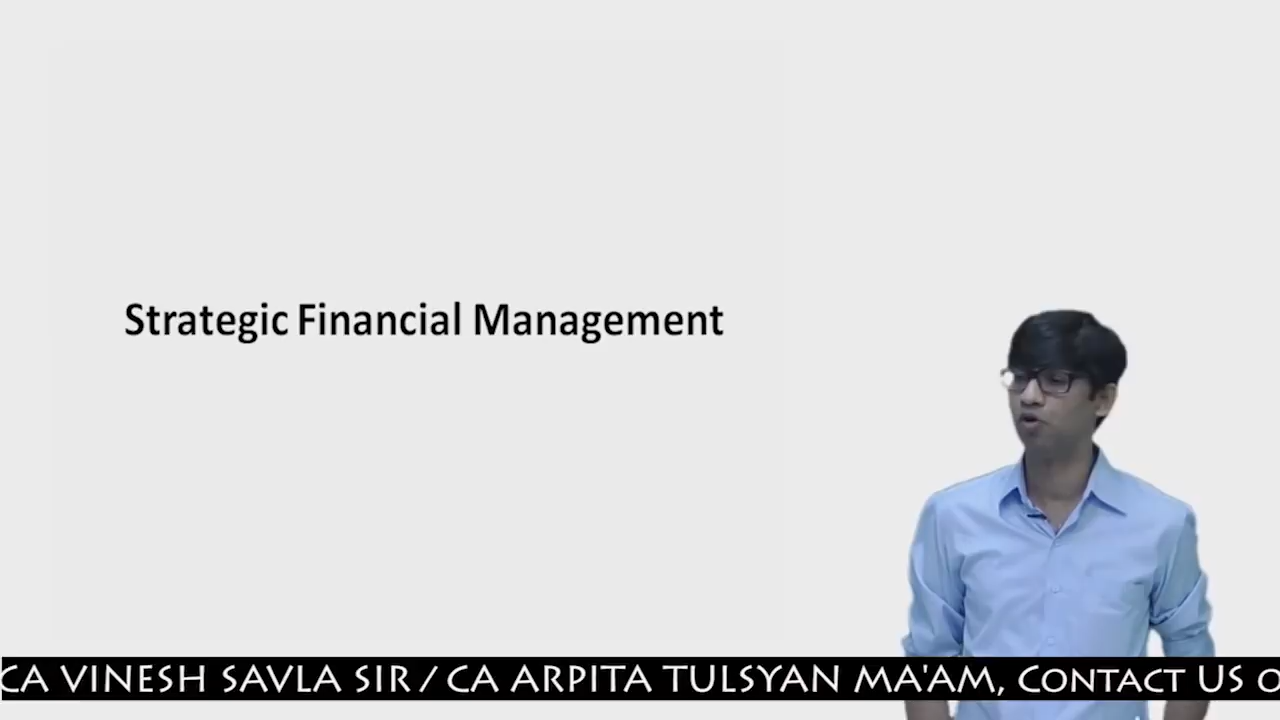 Strategic Financial Management
CA VINESH SAVLA SIR / CA ARPITA TULSYAN MA'AM, CONTACT US